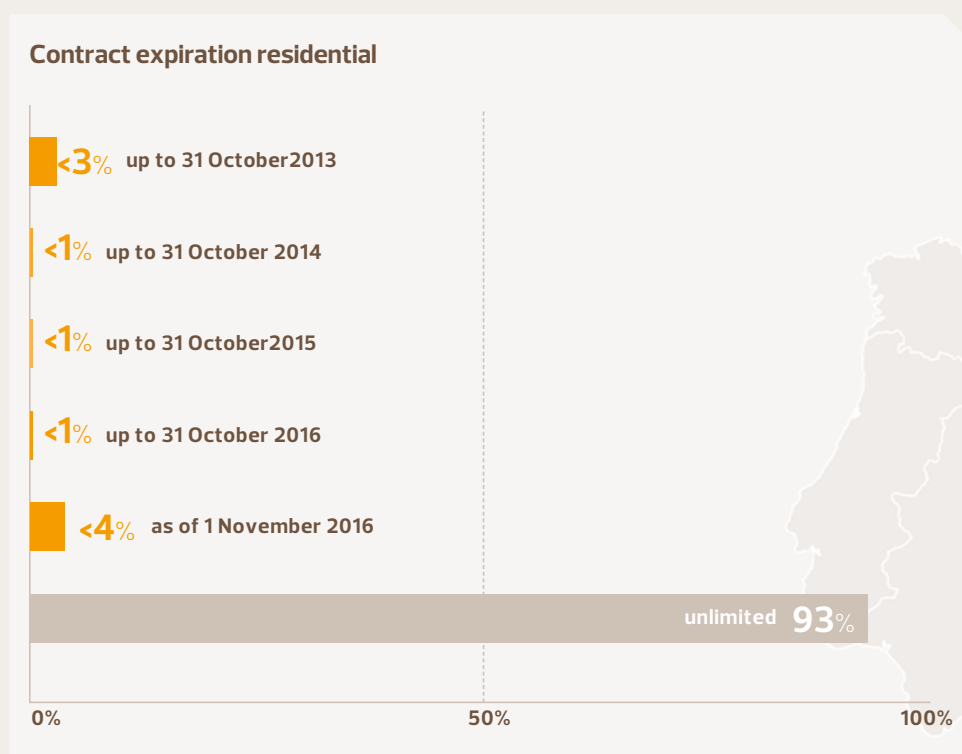 Contract expiration residential
<3% up to 31 October2013
<1% up to 31 October 2014
<1% up to 31 October2015
<1% up to 31 October 2016
<4% as of 1 November 2016
unlimited 93%
0% 50% 100%